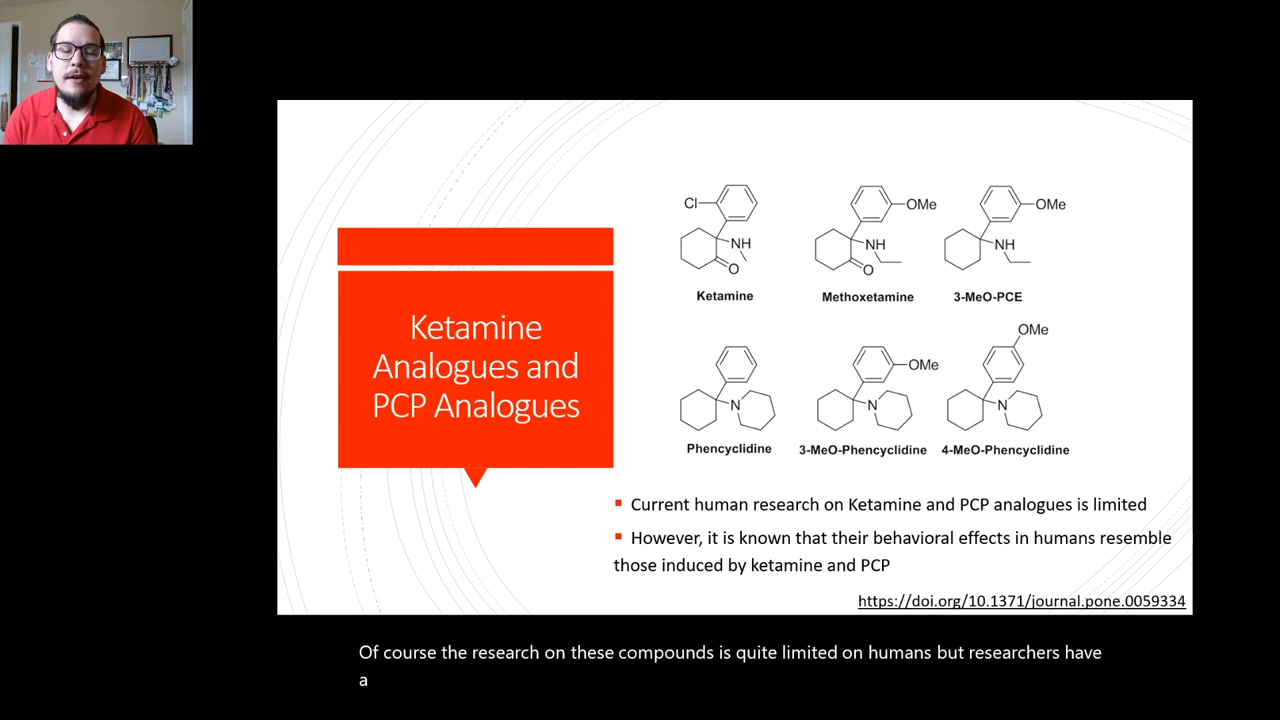 Ketamine
Analogues and
PCP Analogues
Cl
NH
O
Ketamine
OMe
NH
O
Methoxetamine
OMe
NH
3-MeO-PCE
N
Phencyclidine
OMe
N
3-MeO-Phencyclidine
OMe
N
4-MeO-Phencyclidine
Current human research on Ketamine and PCP analogues is limited
However, it is known that their behavioral effects in humans resemble
those induced by ketamine and PCP
https://doi.org/10.1371/journal.pone.0059334
Of course the research on these compounds is quite limited on humans but researchers have
a